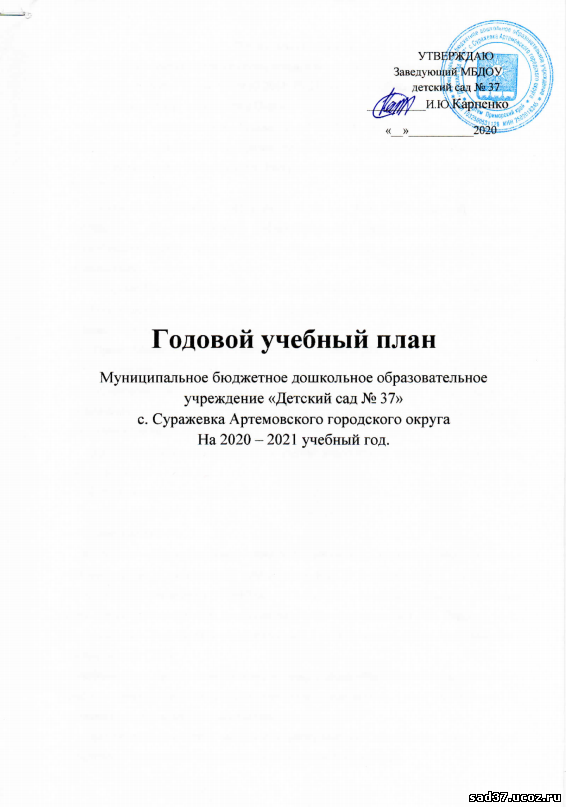 УТВЕРЖДАЮ
Заведующий МБДОУ
детский сад № 37
__________И.Ю.Карпенко
«__»___________2020
Годовой учебный план
Муниципальное бюджетное дошкольное образовательное
учреждение «Детский сад № 37»
с. Суражевка Артемовского городского округа
На 2020 – 2021 учебный год.
sad37.ucoz.ru